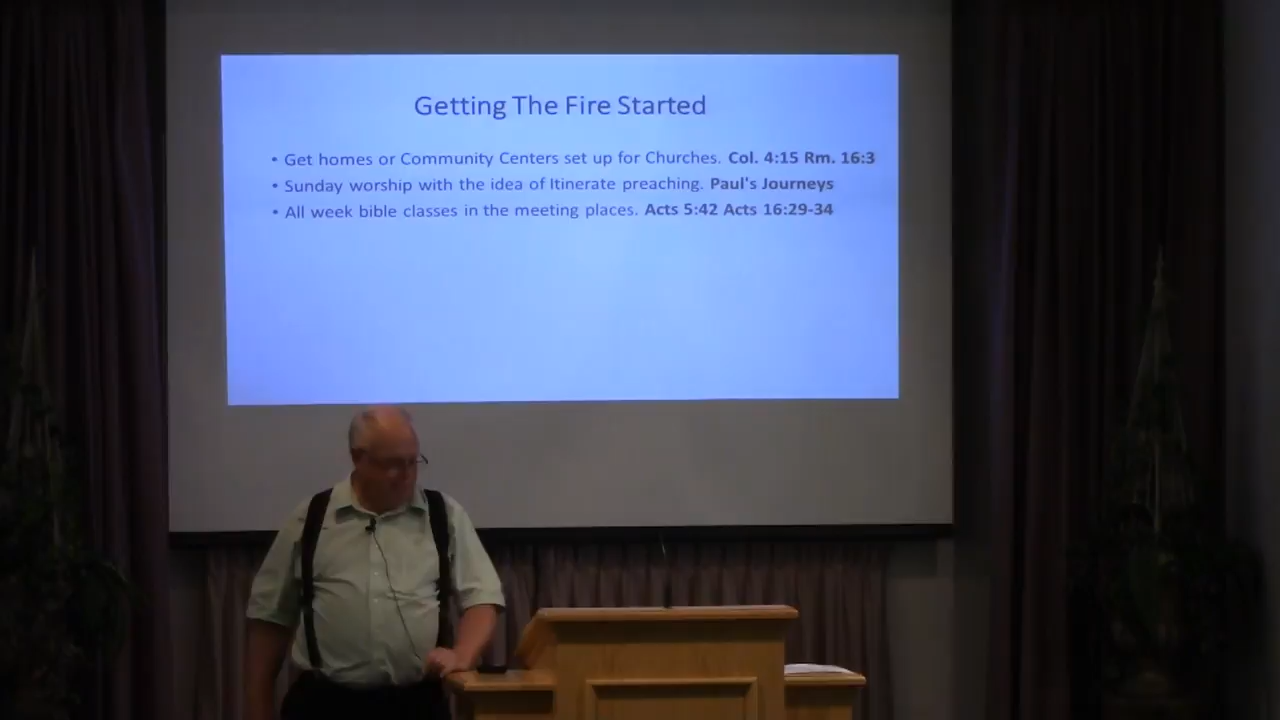 Getting The Fire Started
• Get homes or Community Centers set up for Churches. Col. 4:15 Rm. 16:3
• Sunday worship with the idea of Itinerate preaching. Paul's Journeys
• All week bible classes in the meeting places. Acts 5:42 Acts 16:29-34